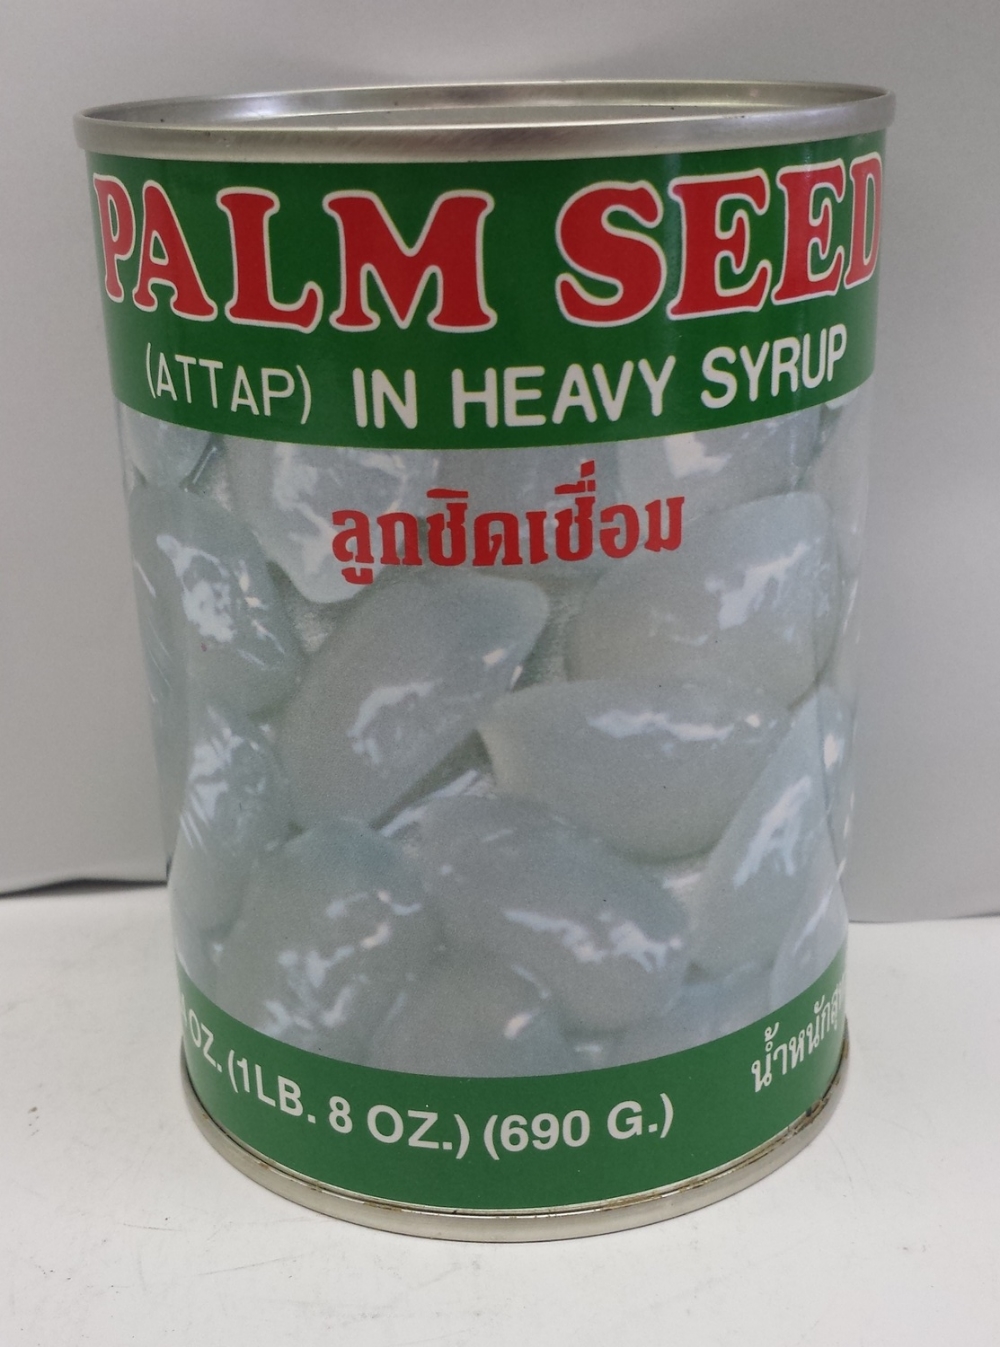 PALM SEED
(ATTAP) IN HEAVY SYRUP
ลูกชิดเชื่อม
OZ. (1LB. 8 OZ.) (690 G.)